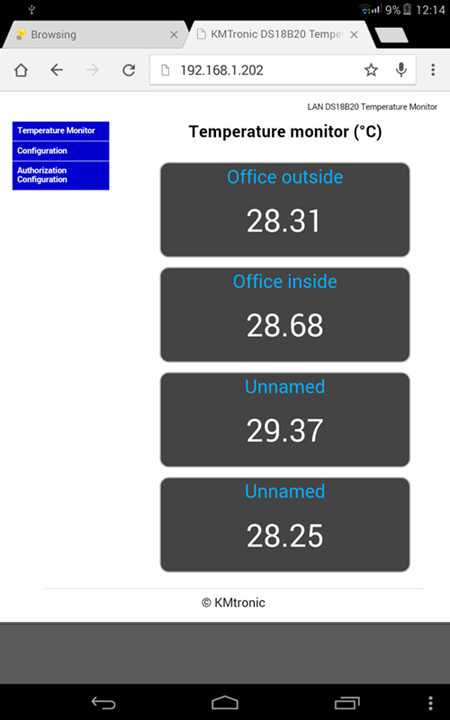 9% 12:14
Browsing
KMTronic DS18B20 Tempe
192.168.1.202
LAN DS18B20 Temperature Monitor
Temperature Monitor
Configuration
Authorization
Configuration
Temperature monitor (°C)
Office outside
28.31
Office inside
28.68
Unnamed
29.37
Unnamed
28.25
© KMtronic